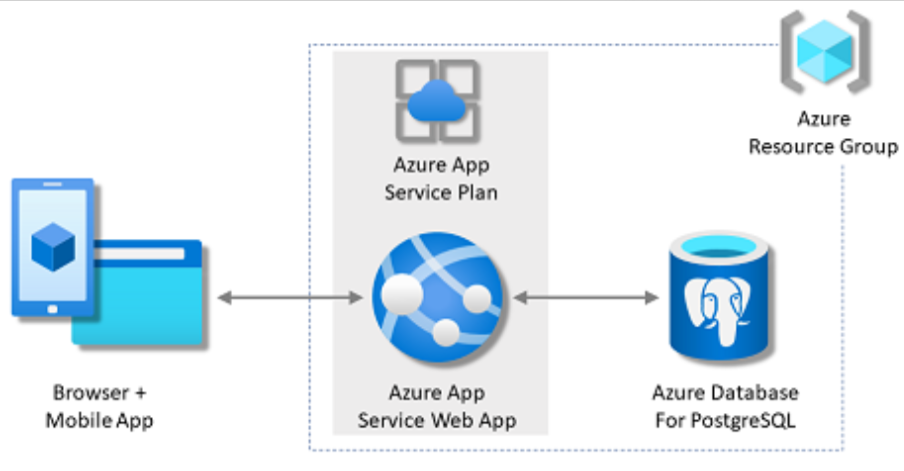 Azure
Resource Group
Azure App
Service Plan
Browser +
Mobile App
Azure App
Service Web App
Azure Database
For PostgreSQL